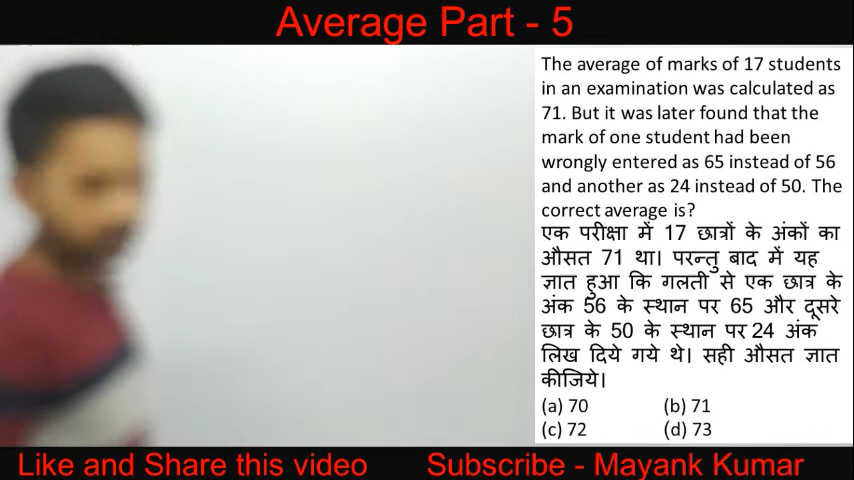 Average Part - 5
The average of marks of 17 students
in an examination was calculated as
71. But it was later found that the
mark of one student had been
wrongly entered as 65 instead of 56
and another as 24 instead of 50. The
correct average is?
एक परीक्षा में 17 छात्रों के अंकों का
औसत 71 था। परन्तु बाद में यह
ज्ञात हुआ कि गलती से एक छात्र के
अंक 56 के स्थान पर 65 और दूसरे
छात्र के 50 के स्थान पर 24 अंक
लिख दिये गये थे। सही औसत ज्ञात
कीजिये।
(a) 70 (b) 71
(c) 72 (d) 73
Like and Share this video Subscribe - Mayank Kumar